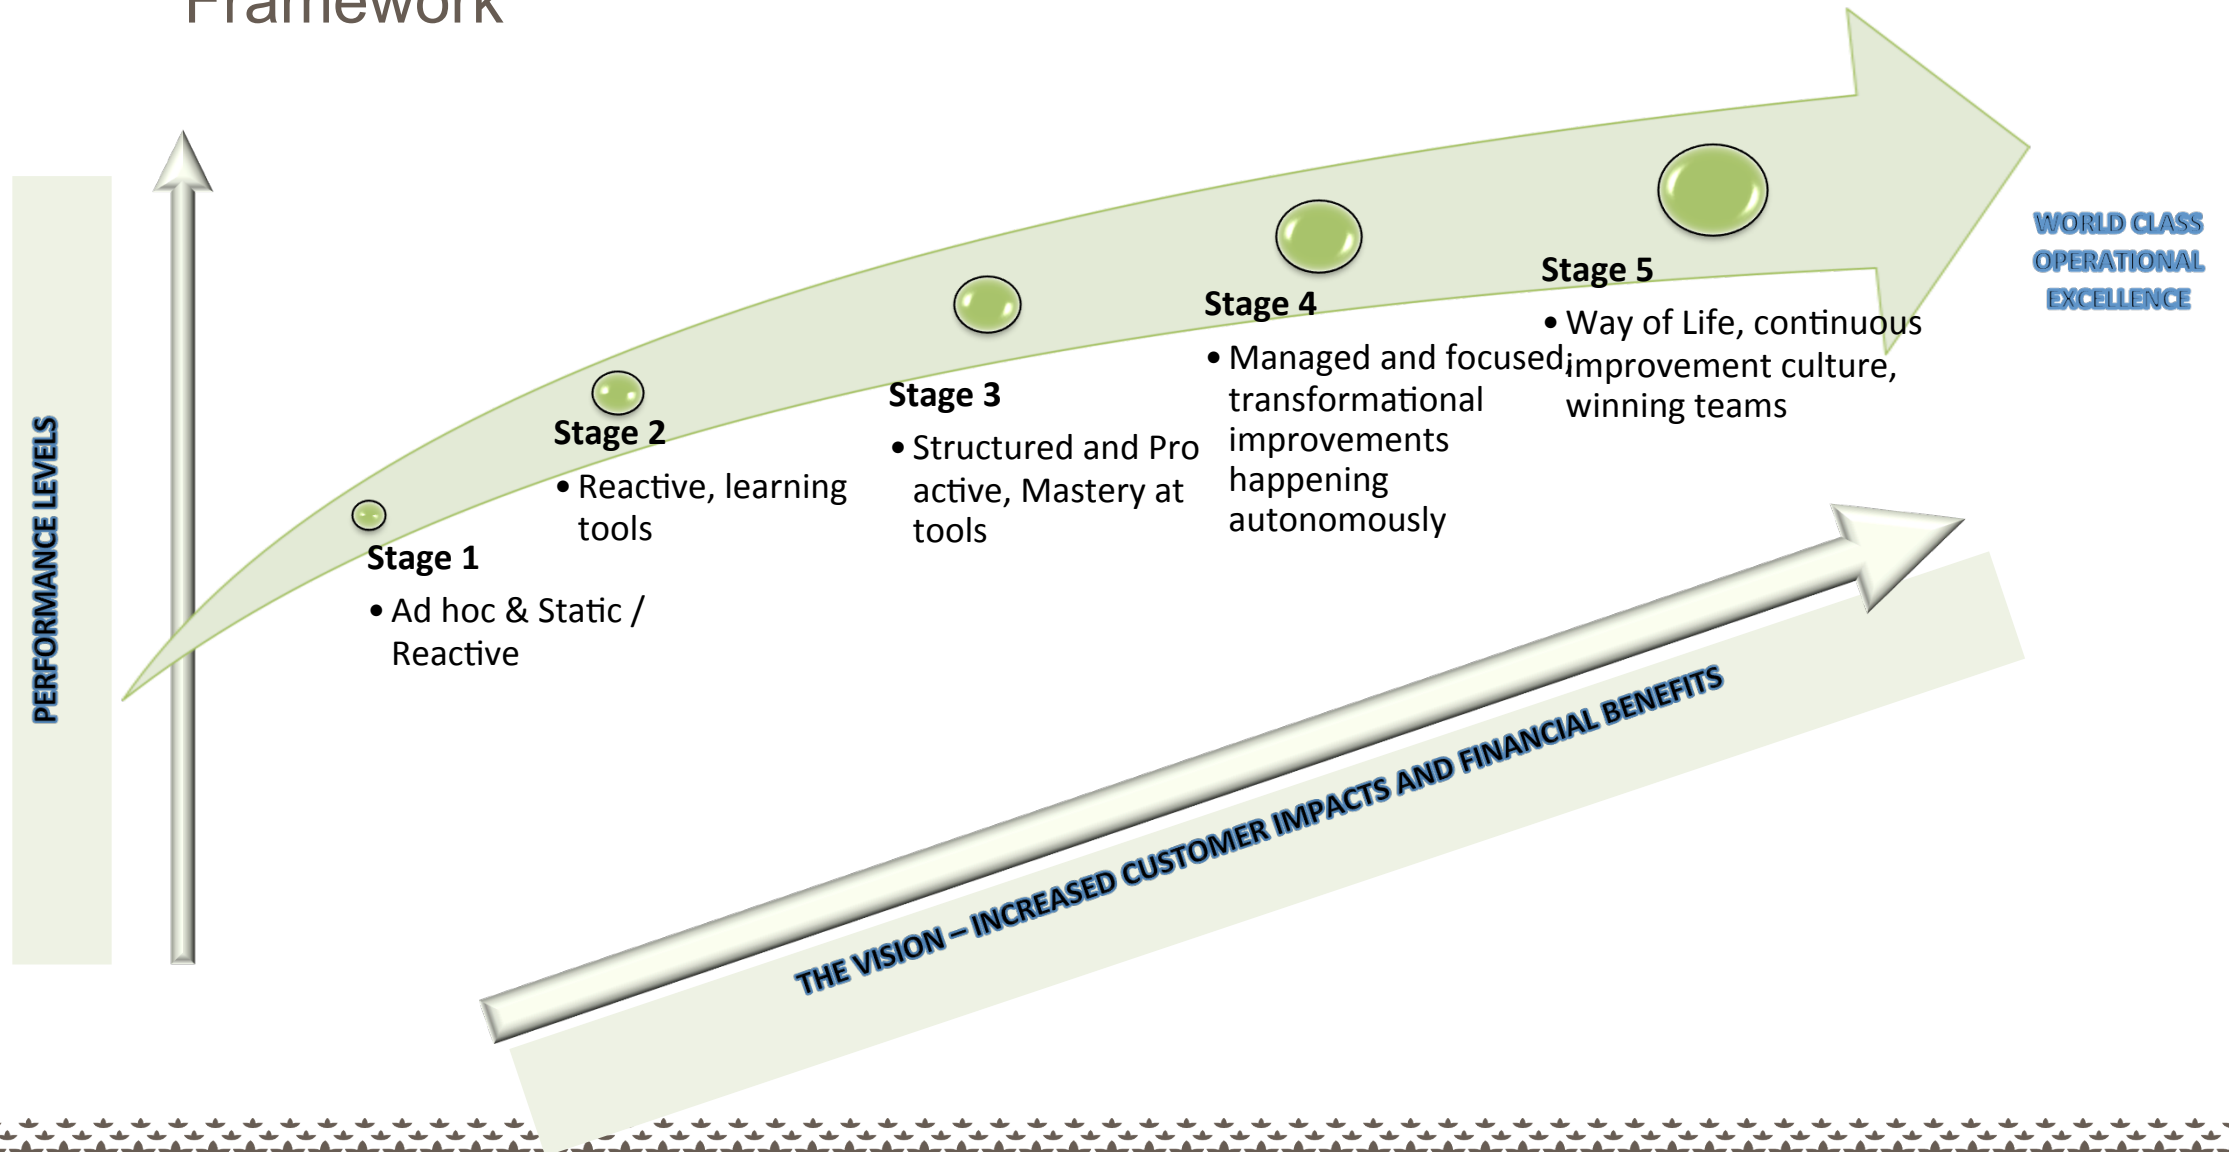 Framework
PERFORMANCE LEVELS
Stage 1
• Ad hoc & Static /
Reactive
Stage 2
• Reactive, learning
tools
Stage 3
• Structured and Pro
active, Mastery at
tools
Stage 4
• Managed and focused,
transformational
improvements
happening
autonomously
Stage 5
• Way of Life, continuous
improvement culture,
winning teams
WORLD CLASS
OPERATIONAL
EXCELLENCE
THE VISION – INCREASED CUSTOMER IMPACTS AND FINANCIAL BENEFITS